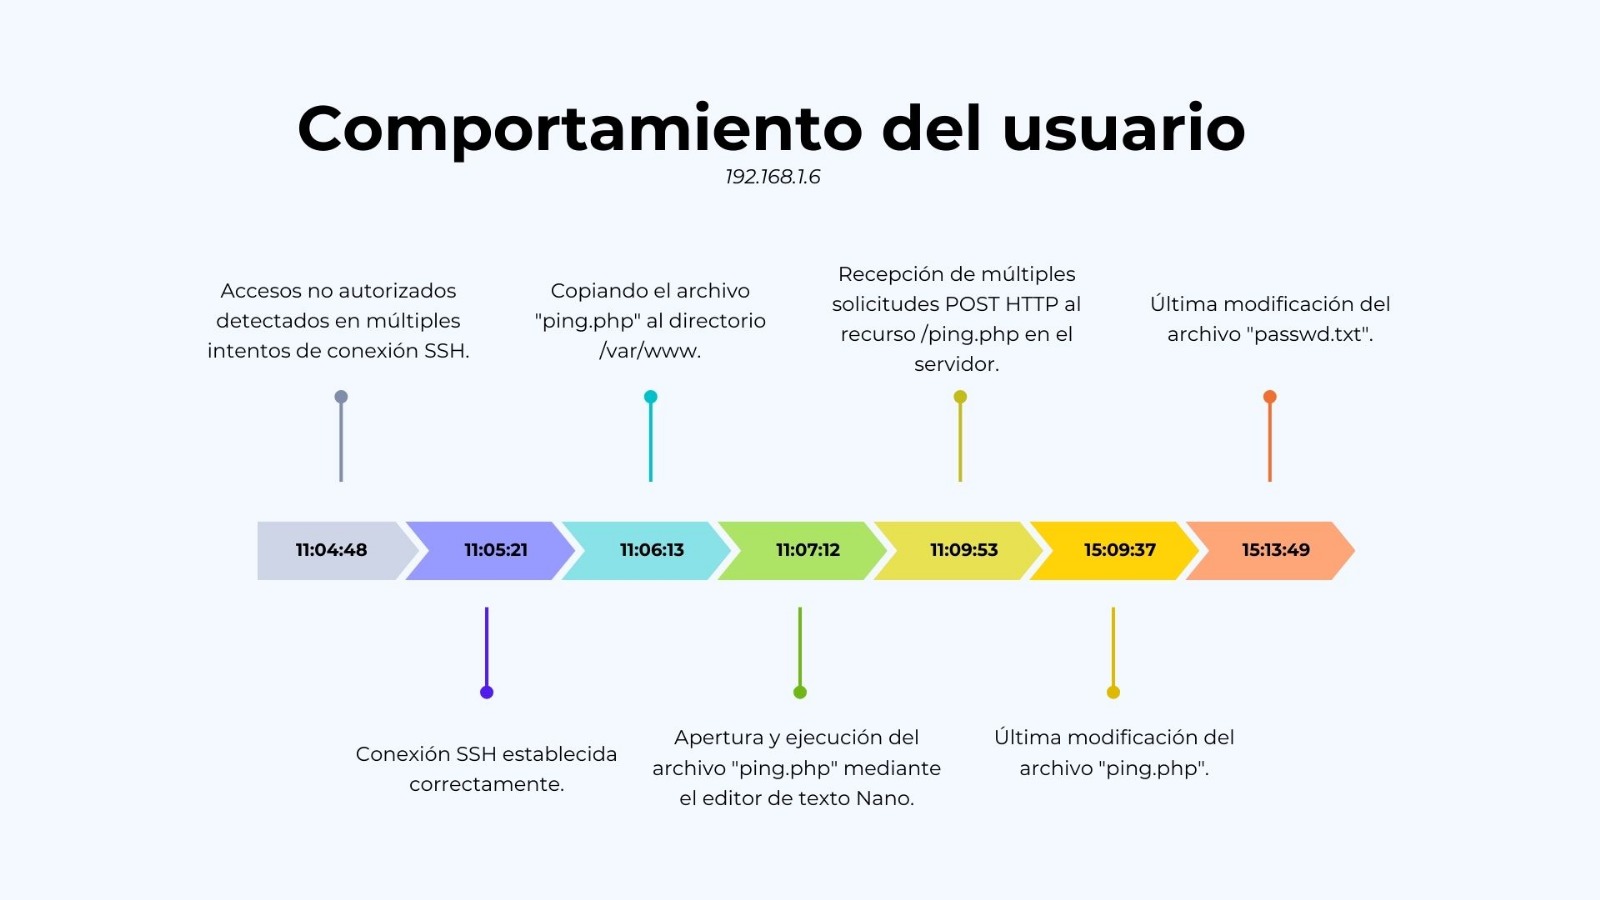 Comportamiento del usuario
192.168.1.6
Accesos no autorizados
detectados en múltiples
intentos de conexión SSH.
Copiando el archivo
"ping.php" al directorio
/var/www.
Recepción de múltiples
solicitudes POST HTTP al
recurso /ping.php en el
servidor.
Última modificación del
archivo "passwd.txt".
11:04:48
11:05:21
11:06:13
11:07:12
11:09:53
15:09:37
15:13:49
Conexión SSH establecida
correctamente.
Apertura y ejecución del
archivo "ping.php" mediante
el editor de texto Nano.
Última modificación del
archivo "ping.php".